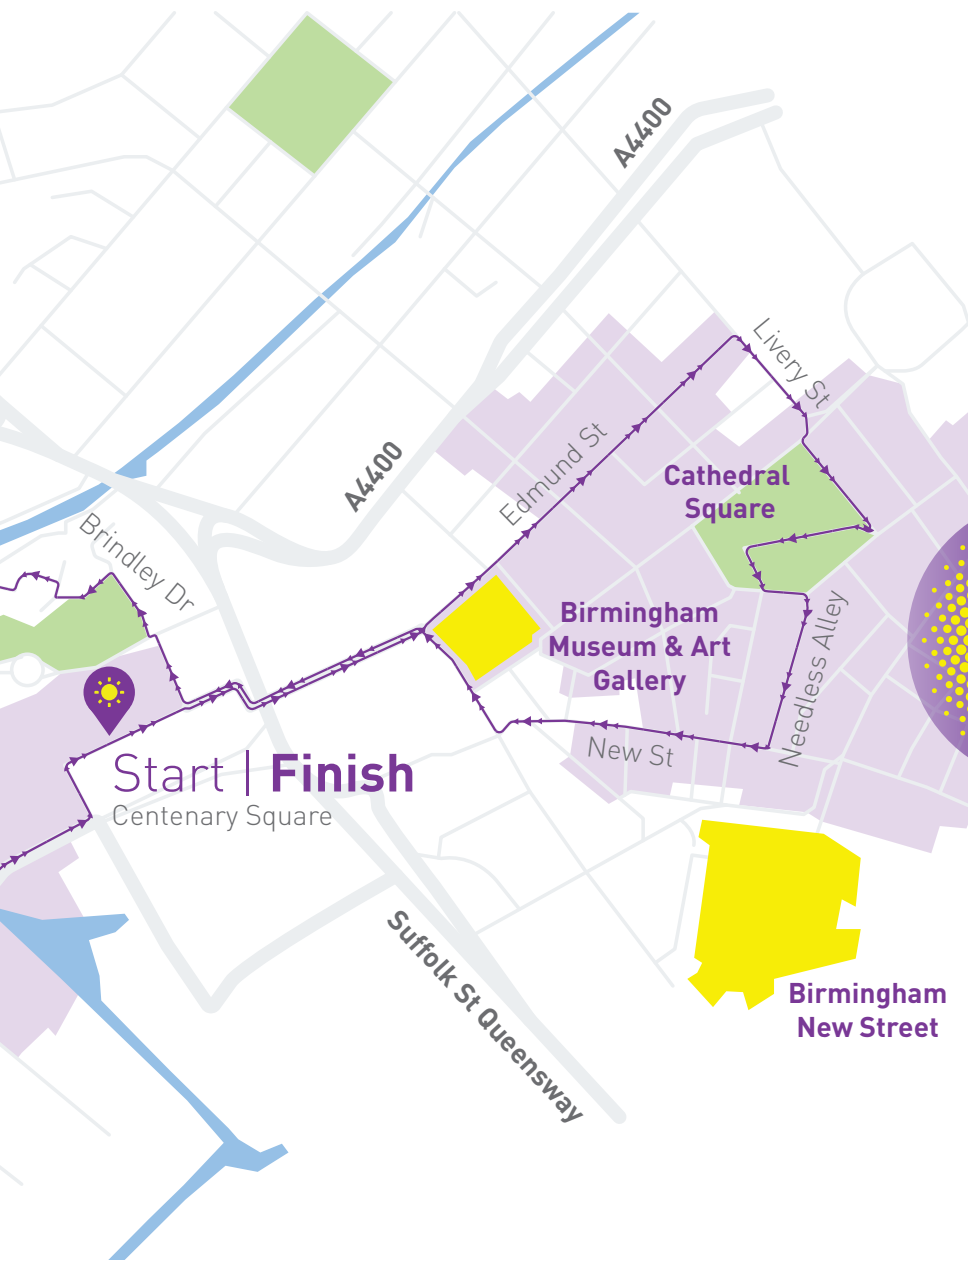 A4400
Livery St
Edmund St
A4400
Cathedral
Square
Brindley Dr
Birmingham
Museum & Art
Gallery
Needless Alley
New St
Start | Finish
Centenary Square
Suffolk St Queensway
Birmingham
New Street